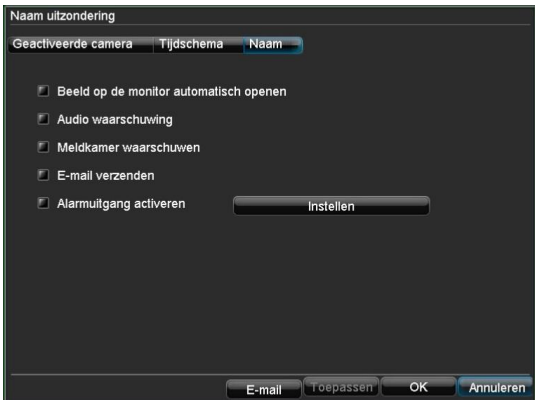 Naam uitzondering
Geactiveerde camera Tijdschema Naam
Beeld op de monitor automatisch openen
Audio waarschuwing
Meldkamer waarschuwen
E-mail verzenden
Alarmuitgang activeren Instellen
E-mail Toepassen OK Annuleren